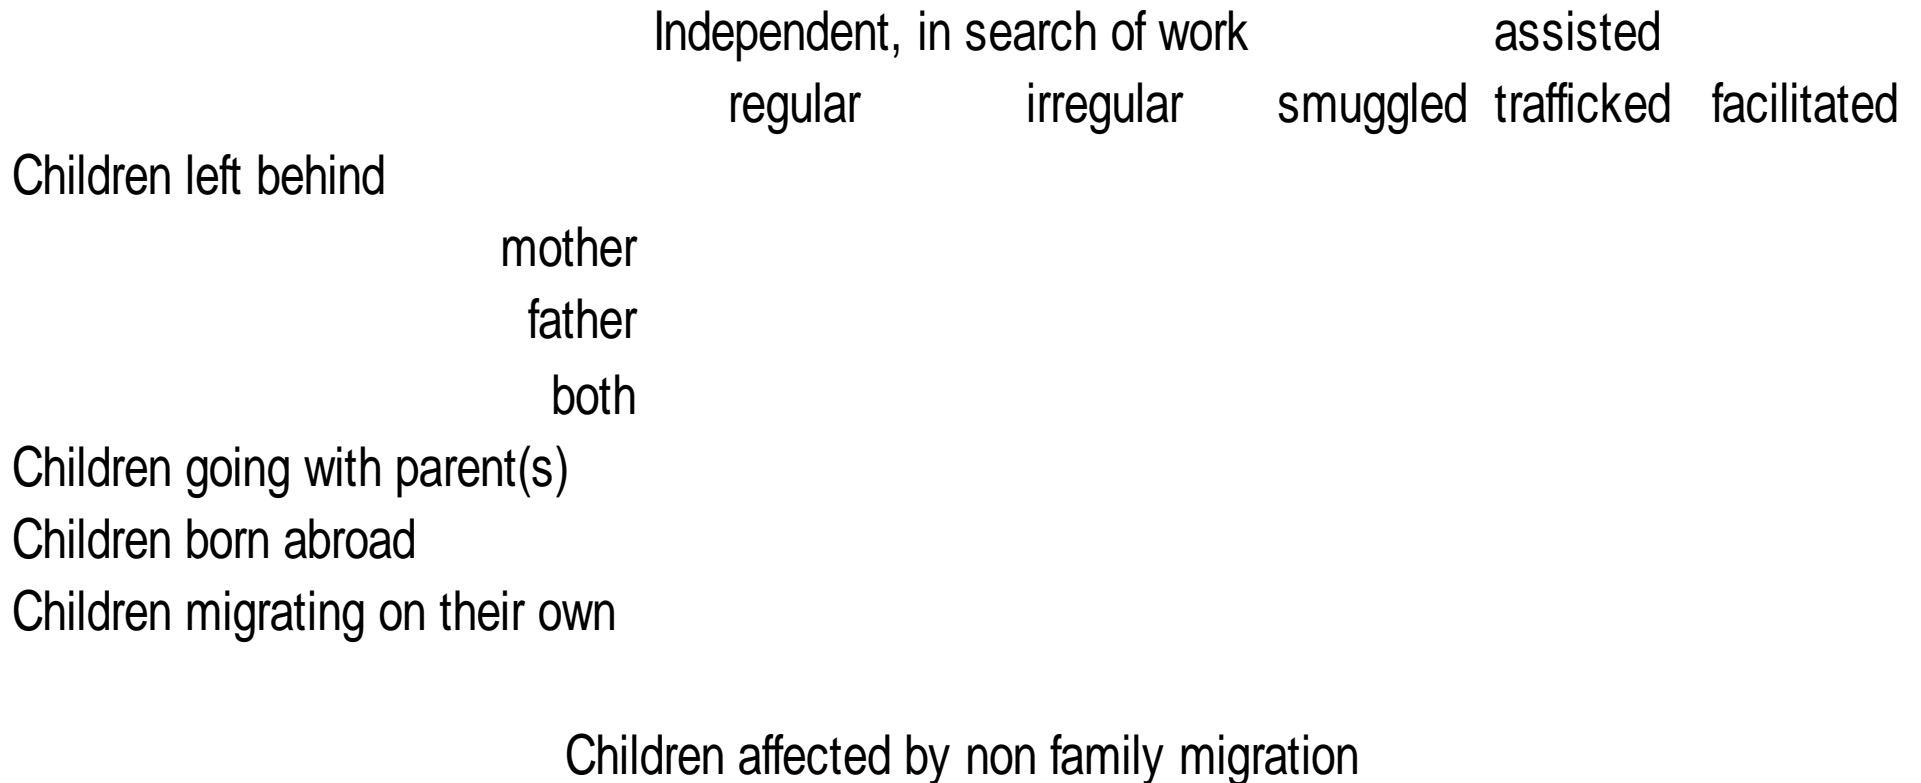 Independent, in search of work assisted
regular irregular smuggled trafficked facilitated
Children left behind
mother
father
both
Children going with parent(s)
Children born abroad
Children migrating on their own
Children affected by non family migration